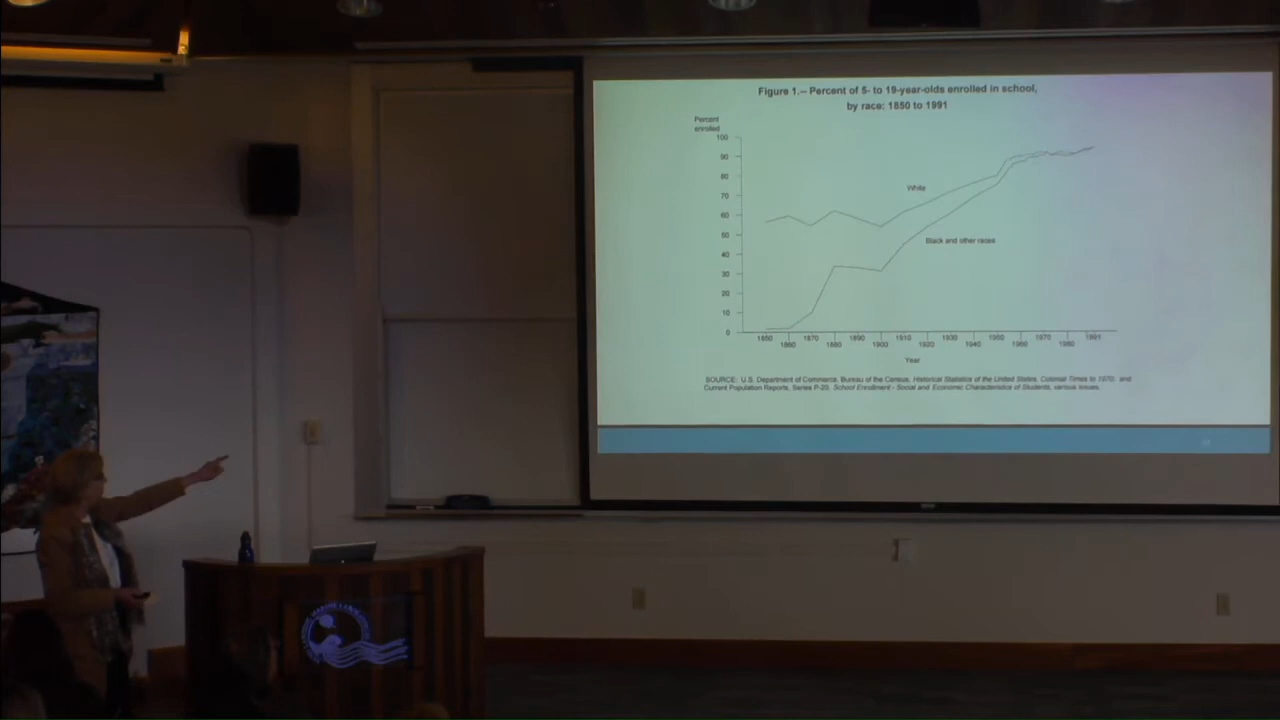 Figure 1.-- Percent of 5- to 19-year-olds enrolled in school,
by race: 1850 to 1991
Percent
enrolled
100
90
80
70
60
50
40
30
20
10
0
White
Black and other races
1850 1870 1890 1910 1930 1950 1970 1991
1860 1880 1900 1920 1940 1960 1980
Year
SOURCE: U.S. Department of Commerce, Bureau of the Census, Historical Statistics of the United States, Colonial Times to 1970; and
Current Population Reports, Series P-20, School Enrollment - Social and Economic Characteristics of Students, various issues.